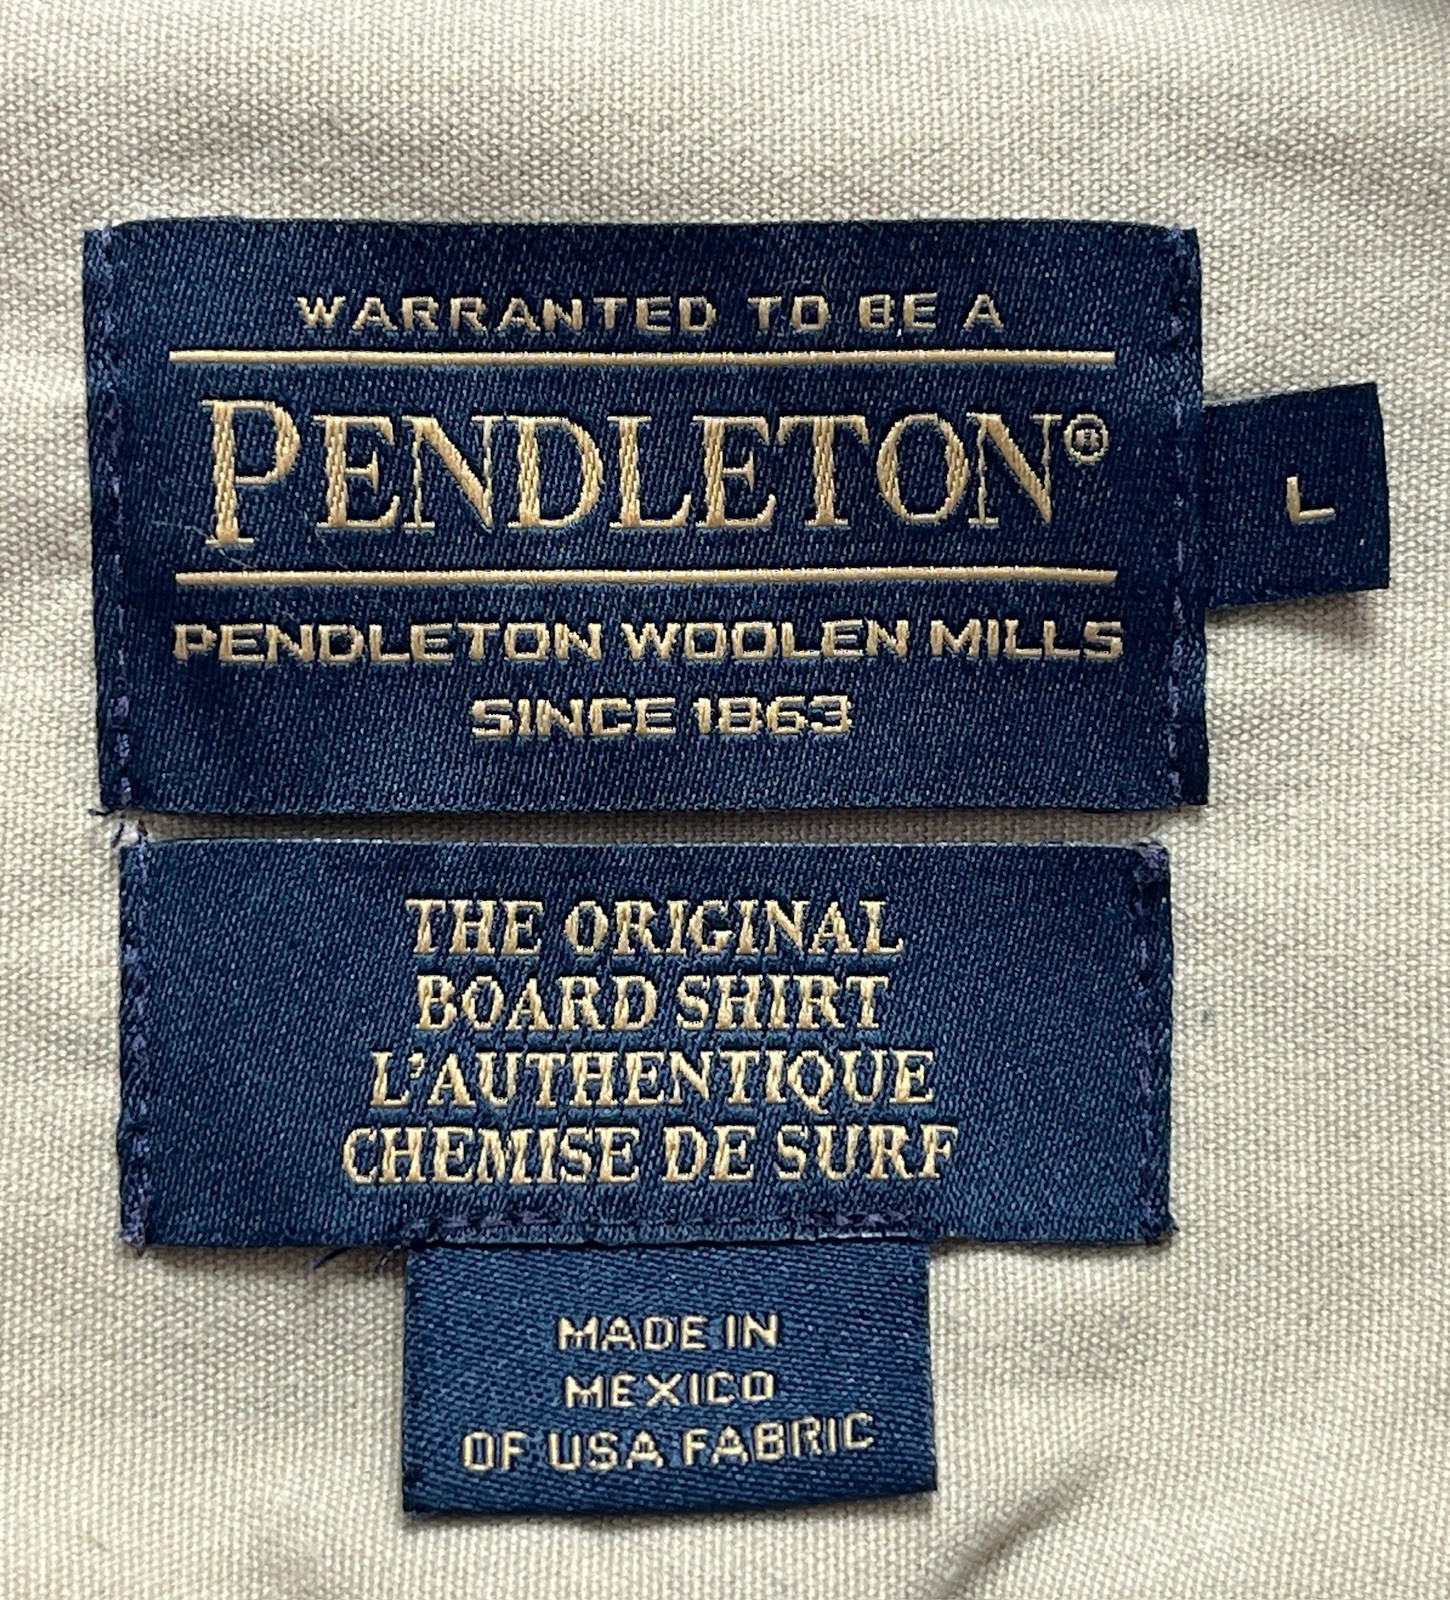 WARRANTED TO BE A
PENDLETON®
L
PENDLETON WOOLEN MILLS
SINCE 1863
THE ORIGINAL
BOARD SHIRT
L'AUTHENTIQUE
CHEMISE DE SURF
MADE IN
MEXICO
OF USA FABRIC